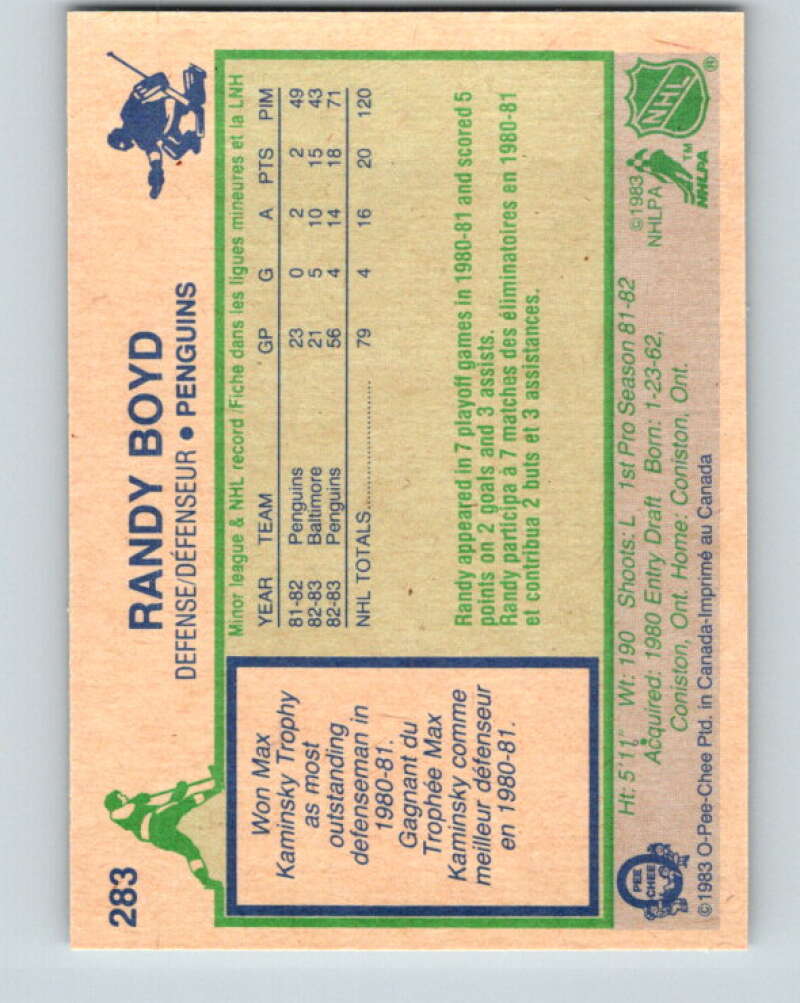 283
RANDY BOYD
DEFENSE/DÉFENSEUR • PENGUINS
Won Max
Kaminsky Trophy
as most
outstanding
defenseman in
1980-81.
Gagnant du
Trophée Max
Kaminsky comme
meilleur défenseur
en 1980-81.
Minor league & NHL record /Fiche dans les ligues mineures et la LNH
YEAR TEAM GP G A PTS PIM
81-82 Penguins 23 0 2 2 49
82-83 Baltimore 21 5 10 15 43
82-83 Penguins 56 4 14 18 71
NHL TOTALS 79 4 16 20 120
Randy appeared in 7 playoff games in 1980-81 and scored 5
points on 2 goals and 3 assists.
Randy participa à 7 matches des éliminatoires en 1980-81
et contribua 2 buts et 3 assistances.
Ht: 5'11" Wt: 190 Shoots: L 1st Pro Season 81-82
Acquired: 1980 Entry Draft Born: 1-23-62,
Coniston, Ont. Home: Coniston, Ont.
©1983
NHLPA
NHLPA™
NHL®
PEE
CHEE
©1983 O-Pee-Chee Ptd. in Canada-Imprimé au Canada